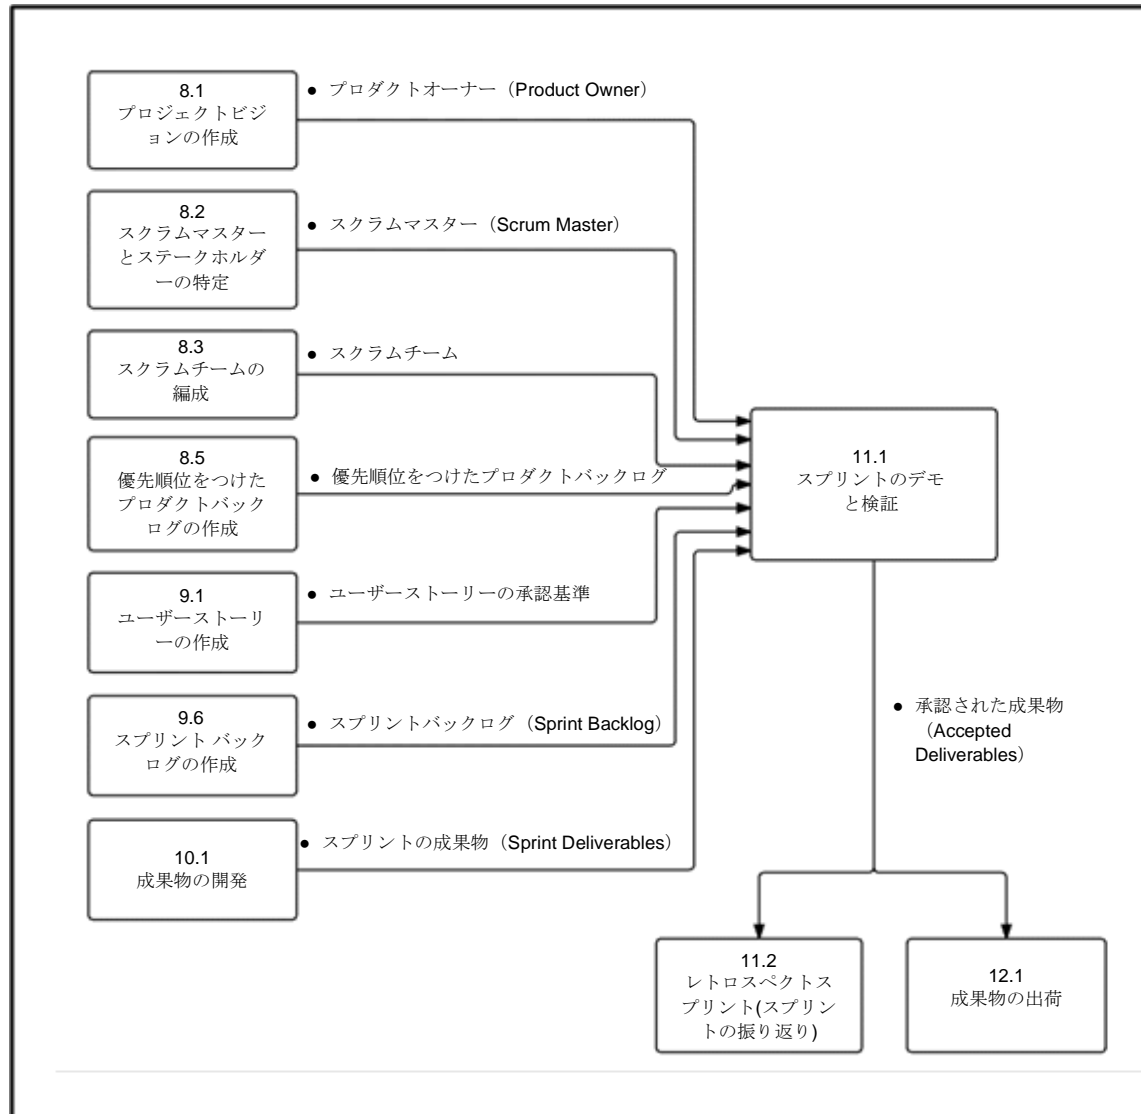 8.1
プロジェクトビジ
ョンの作成
● プロダクトオーナー（Product Owner）
8.2
スクラムマスター
とステークホルダ
ーの特定
● スクラムマスター（Scrum Master）
8.3
スクラムチームの
編成
● スクラムチーム
8.5
優先順位をつけた
プロダクトバック
ログの作成
● 優先順位をつけたプロダクトバックログ
11.1
スプリントのデモ
と検証
9.1
ユーザーストーリ
ーの作成
● ユーザーストーリーの承認基準
9.6
スプリント バック
ログの作成
● スプリントバックログ（Sprint Backlog）
● 承認された成果物
（Accepted
Deliverables）
10.1
成果物の開発
● スプリントの成果物（Sprint Deliverables）
11.2
レトロスペクトス
プリント(スプリン
トの振り返り)
12.1
成果物の出荷